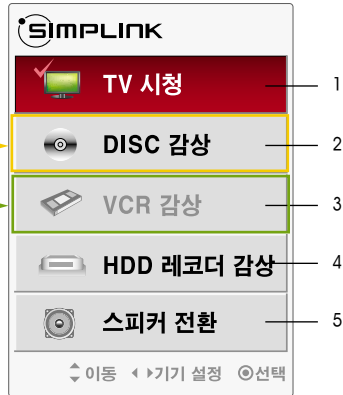 SIMPLINK
TV 시청 1
DISC 감상 2
VCR 감상 3
HDD 레코더 감상 4
스피커 전환 5
이동 기기 설정 선택